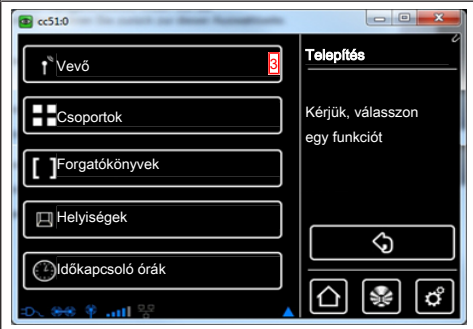 cc51:0
Vevő
3
Csoportok
Forgatókönyvek
Helyiségek
Időkapcsoló órák
Telepítés
Kérjük, válasszon
egy funkciót